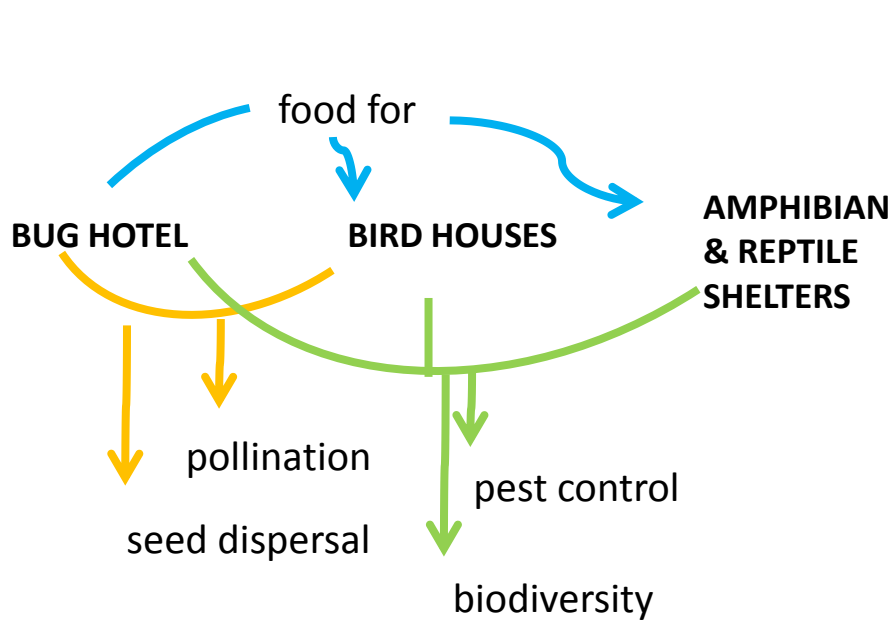 food for
BUG HOTEL
BIRD HOUSES
AMPHIBIAN
& REPTILE
SHELTERS
pollination
pest control
seed dispersal
biodiversity